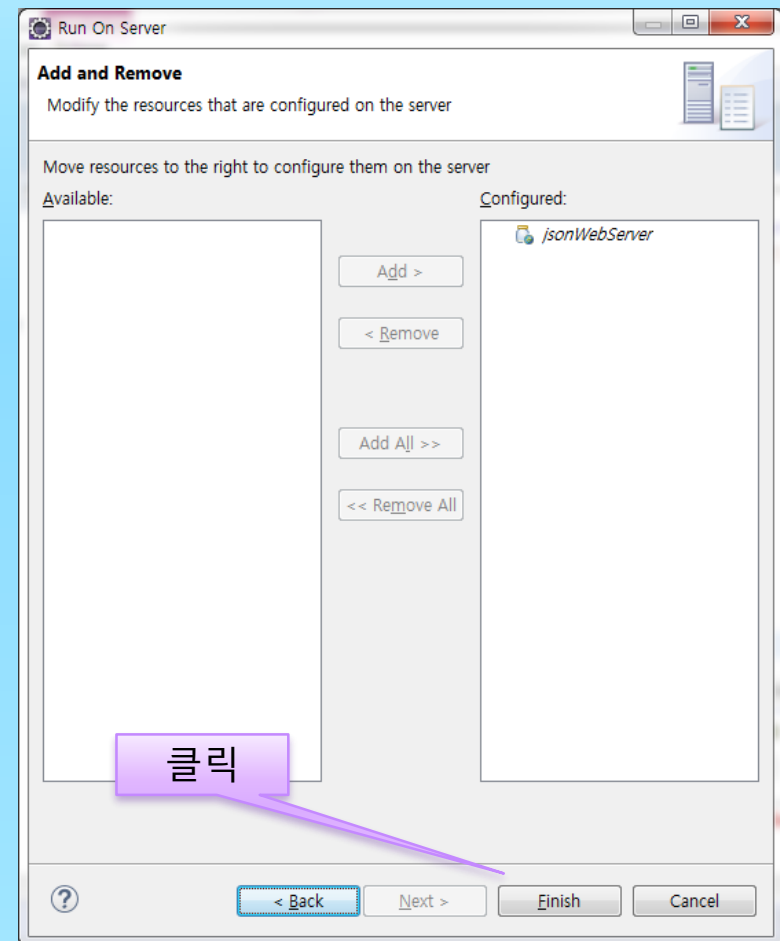 Run On Server
Add and Remove
Modify the resources that are configured on the server
Move resources to the right to configure them on the server
Available:
Configured:
jsonWebServer
Add >
< Remove
Add All >>
<< Remove All
클릭
?
< Back
Next >
Finish
Cancel